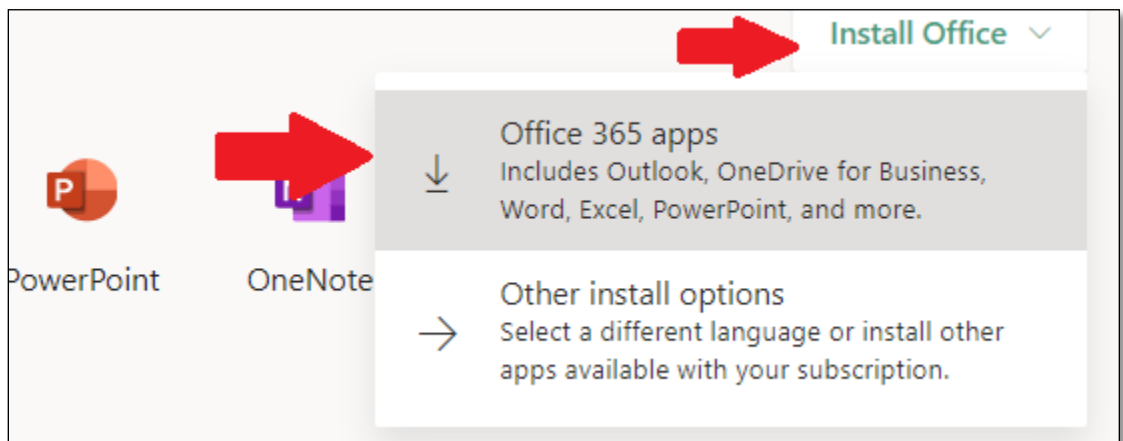 Install Office
Office 365 apps
Includes Outlook, OneDrive for Business,
Word, Excel, PowerPoint, and more.
P
N
PowerPoint
OneNote
Other install options
Select a different language or install other
apps available with your subscription.